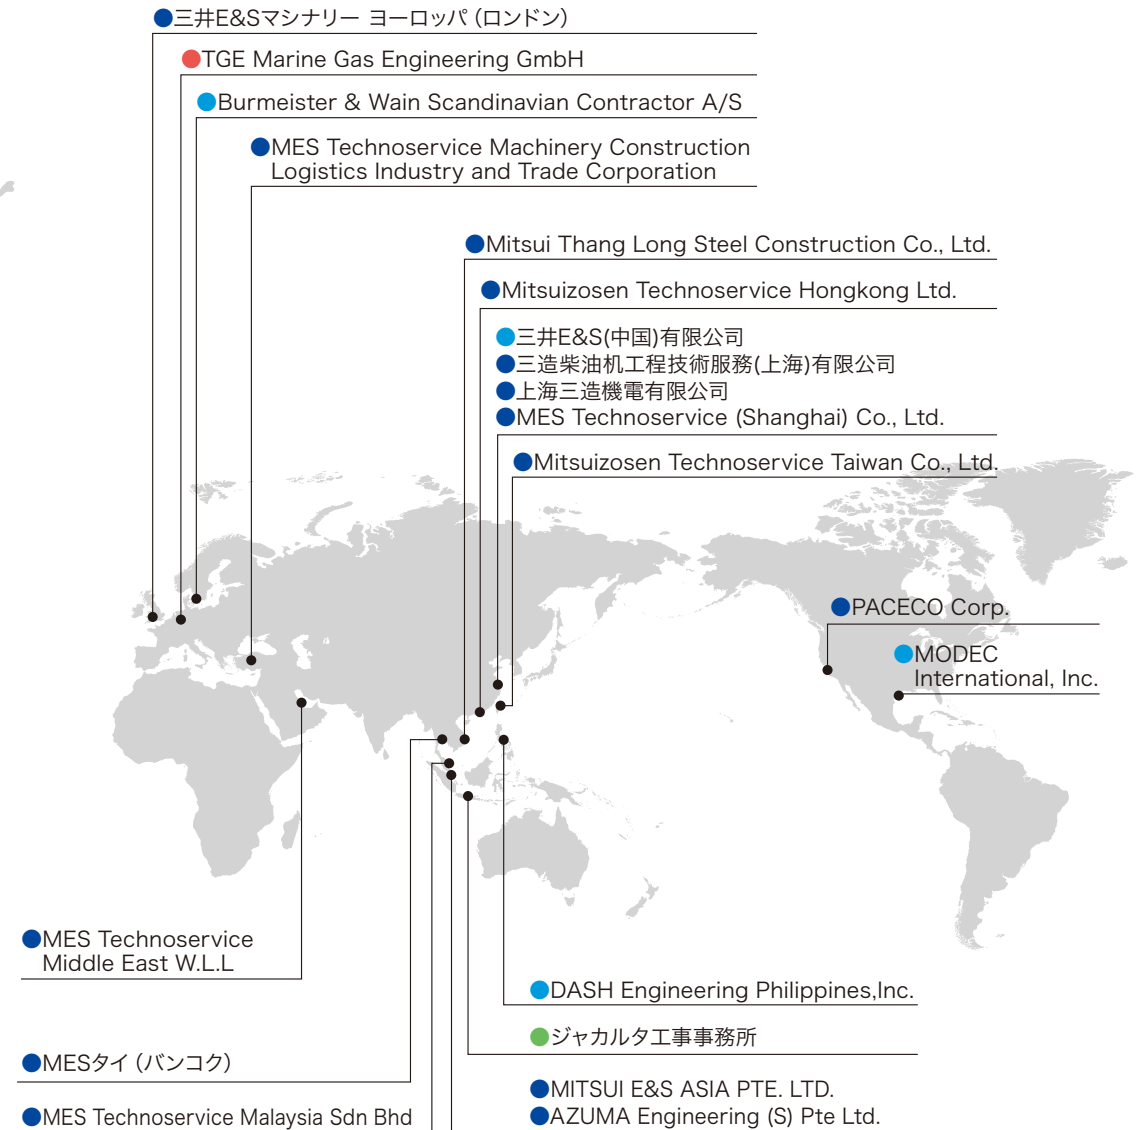 三井E&Sマシナリー ヨーロッパ（ロンドン）
TGE Marine Gas Engineering GmbH
Burmeister & Wain Scandinavian Contractor A/S
MES Technoservice Machinery Construction
Logistics Industry and Trade Corporation
Mitsui Thang Long Steel Construction Co., Ltd.
Mitsuizosen Technoservice Hongkong Ltd.
三井E&S(中国)有限公司
三造柴油机工程技術服務(上海)有限公司
上海三造機電有限公司
MES Technoservice (Shanghai) Co., Ltd.
Mitsuizosen Technoservice Taiwan Co., Ltd.
PACECO Corp.
MODEC
International, Inc.
MES Technoservice
Middle East W.L.L
DASH Engineering Philippines,Inc.
ジャカルタ工事事務所
MESタイ（バンコク）
MITSUI E&S ASIA PTE. LTD.
MES Technoservice Malaysia Sdn Bhd
AZUMA Engineering (S) Pte Ltd.